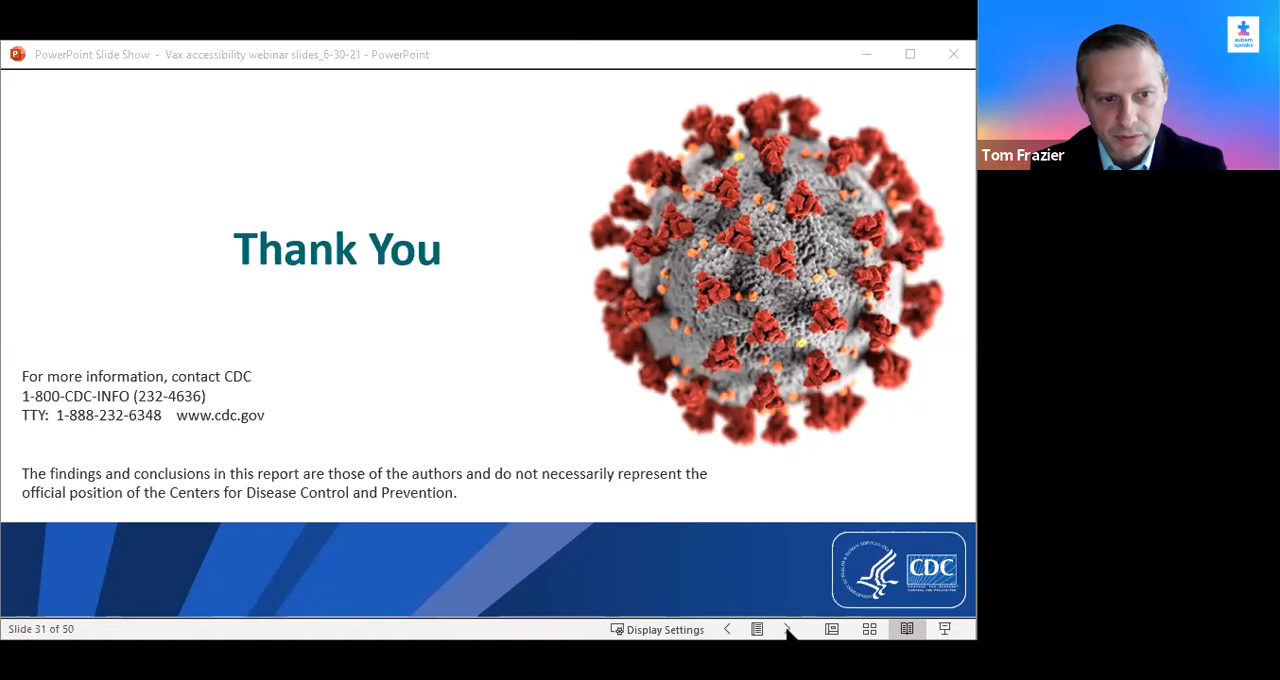 PowerPoint Slide Show - Vax accessibility webinar slides_6-30-21 - PowerPoint
autism
speaks
Tom Frazier
Thank You
For more information, contact CDC
1-800-CDC-INFO (232-4636)
TTY: 1-888-232-6348 www.cdc.gov
The findings and conclusions in this report are those of the authors and do not necessarily represent the
official position of the Centers for Disease Control and Prevention.
CDC
Slide 31 of 50
Display Settings